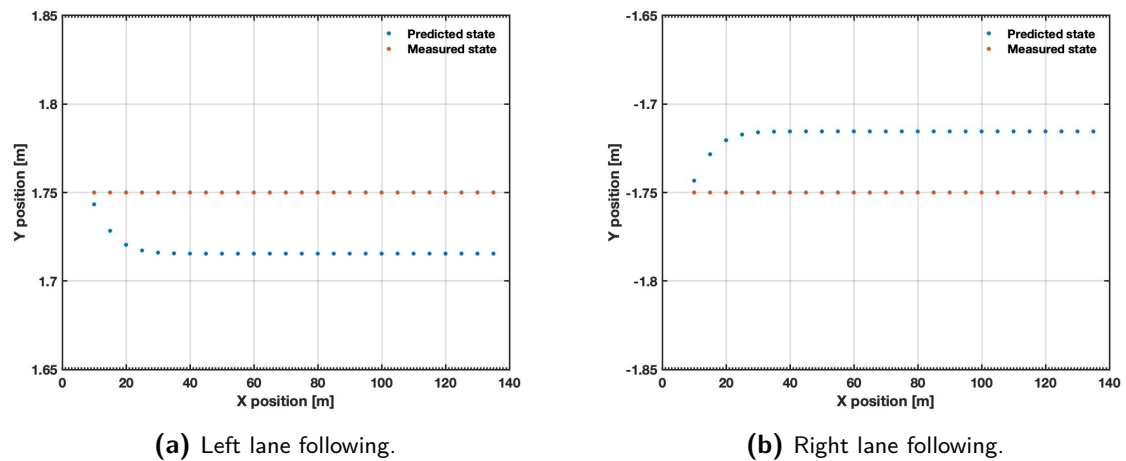 1.85
1.8
1.75
1.7
1.65
Y position [m]
0 20 40 60 80 100 120 140
X position [m]
Predicted state
Measured state
(a) Left lane following.
-1.65
-1.7
-1.75
-1.8
-1.85
Y position [m]
0 20 40 60 80 100 120 140
X position [m]
Predicted state
Measured state
(b) Right lane following.